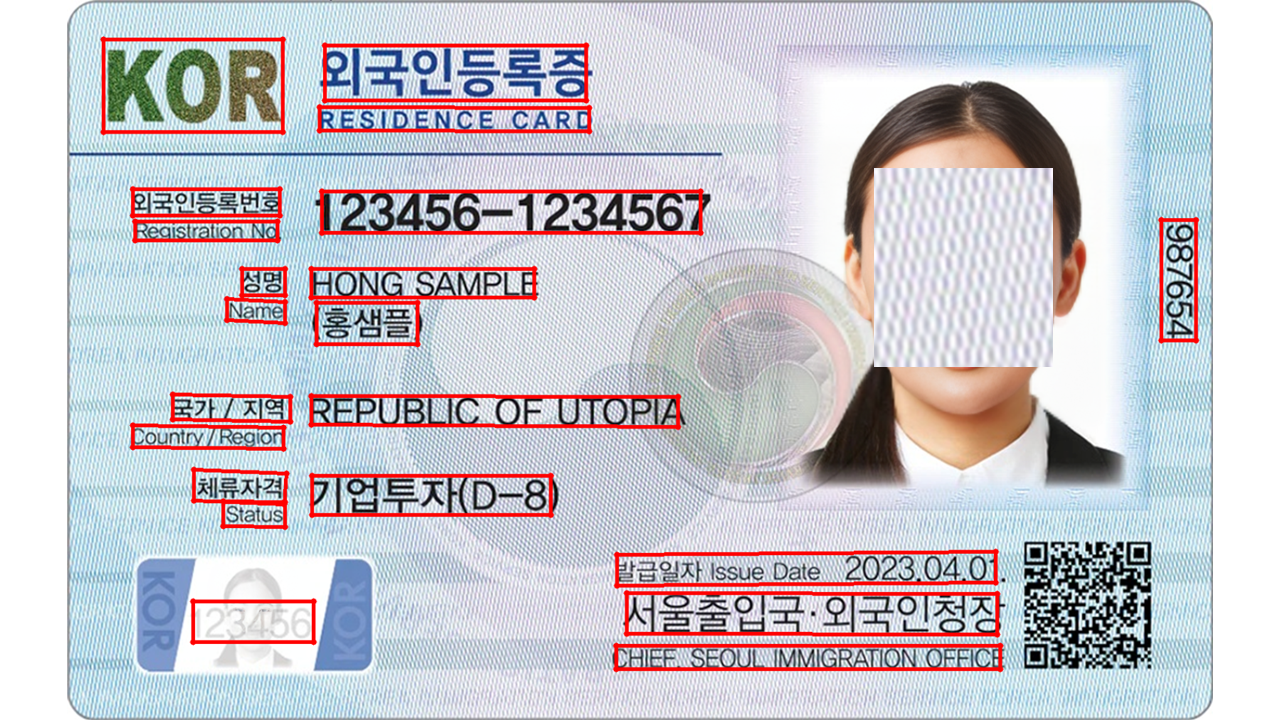 KOR
외국인등록증
RESIDENCE CARD
외국인등록번호
Registration No
123456-1234567
성명
Name
HONG SAMPLE
(홍샘플)
국가 / 지역
Country / Region
REPUBLIC OF UTOPIA
체류자격
Status
기업투자(D-8)
987654
KOR
123456
KOR
발급일자 Issue Date 2023.04.01.
서울출입국·외국인청장
CHIEF, SEOUL IMMIGRATION OFFICE